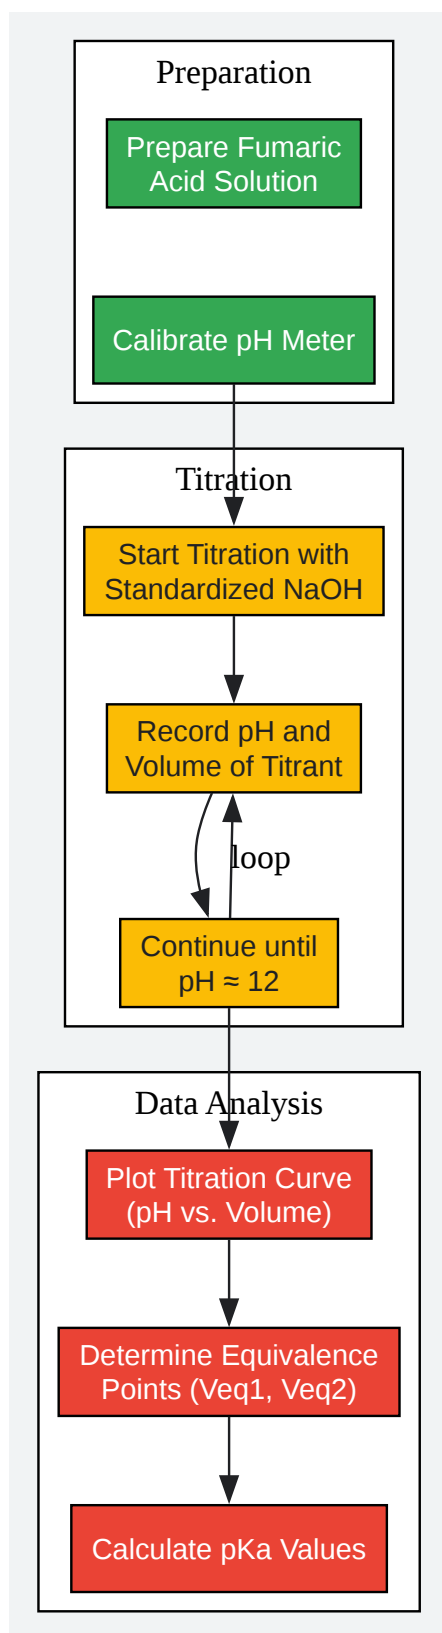 Preparation
Prepare Fumaric
Acid Solution
Calibrate pH Meter
Titration
Start Titration with
Standardized NaOH
Record pH and
Volume of Titrant
loop
Continue until
pH ≈ 12
Data Analysis
Plot Titration Curve
(pH vs. Volume)
Determine Equivalence
Points (Veq1, Veq2)
Calculate pKa Values